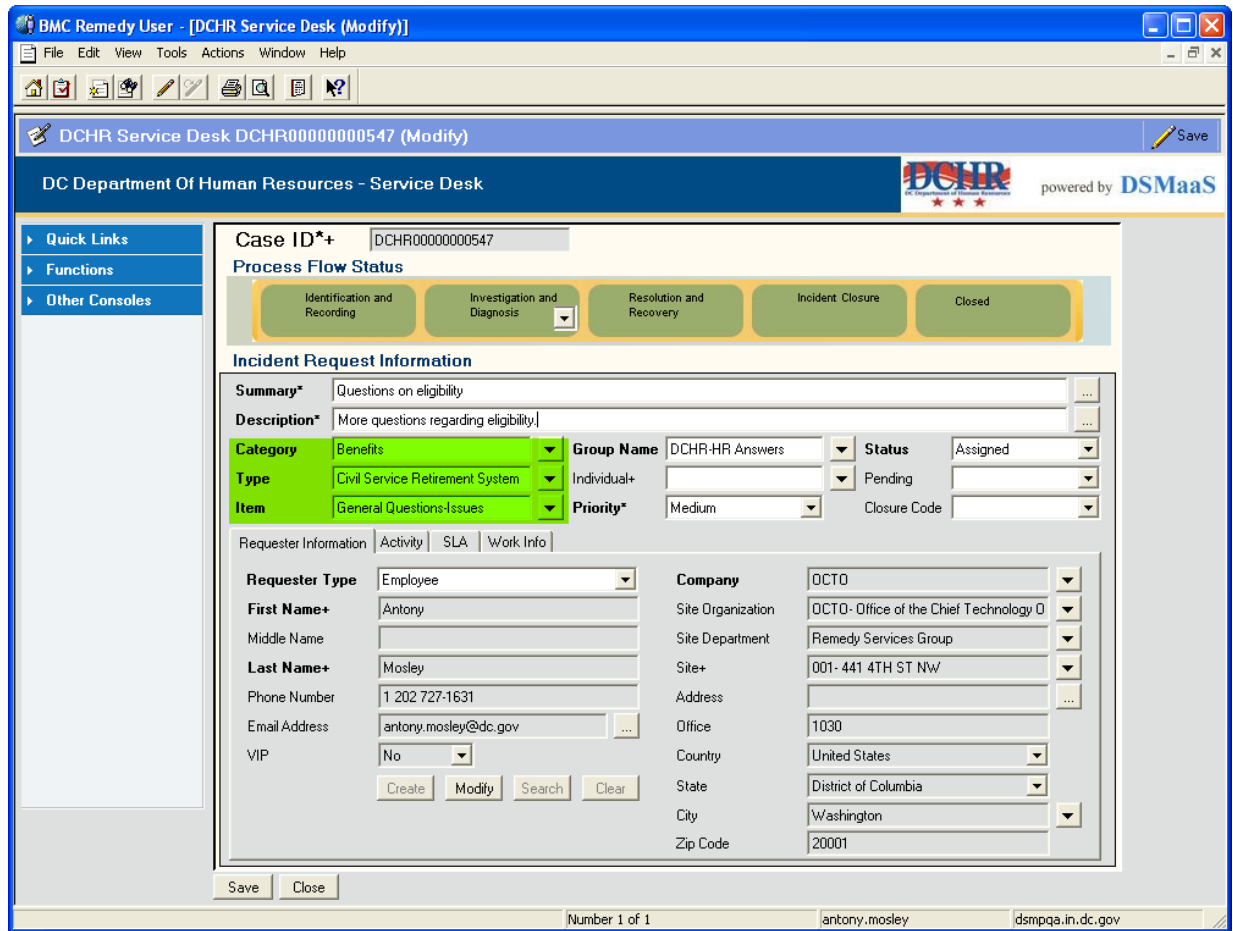 BMC Remedy User - [DCHR Service Desk (Modify)]
File Edit View Tools Actions Window Help
DCHR Service Desk DCHR00000000547 (Modify)
Save
DC Department Of Human Resources - Service Desk
DCHR
DC Department of Human Resources
powered by DSMaaS
Quick Links
Functions
Other Consoles
Case ID*+ DCHR00000000547
Process Flow Status
Identification and
Recording
Investigation and
Diagnosis
Resolution and
Recovery
Incident Closure
Closed
Incident Request Information
Summary* Questions on eligibility ...
Description* More questions regarding eligibility. ...
Category Benefits Group Name DCHR-HR Answers Status Assigned
Type Civil Service Retirement System Individual+ Pending
Item General Questions-Issues Priority* Medium Closure Code
Requester Information Activity SLA Work Info
Requester Type Employee Company OCTO
First Name+ Antony Site Organization OCTO- Office of the Chief Technology O
Middle Name Site Department Remedy Services Group
Last Name+ Mosley Site+ 001- 441 4TH ST NW
Phone Number 1 202 727-1631 Address ...
Email Address antony.mosley@dc.gov ... Office 1030
VIP No Country United States
Create Modify Search Clear State District of Columbia
City Washington
Zip Code 20001
Save Close
Number 1 of 1 antony.mosley dsmpqa.in.dc.gov